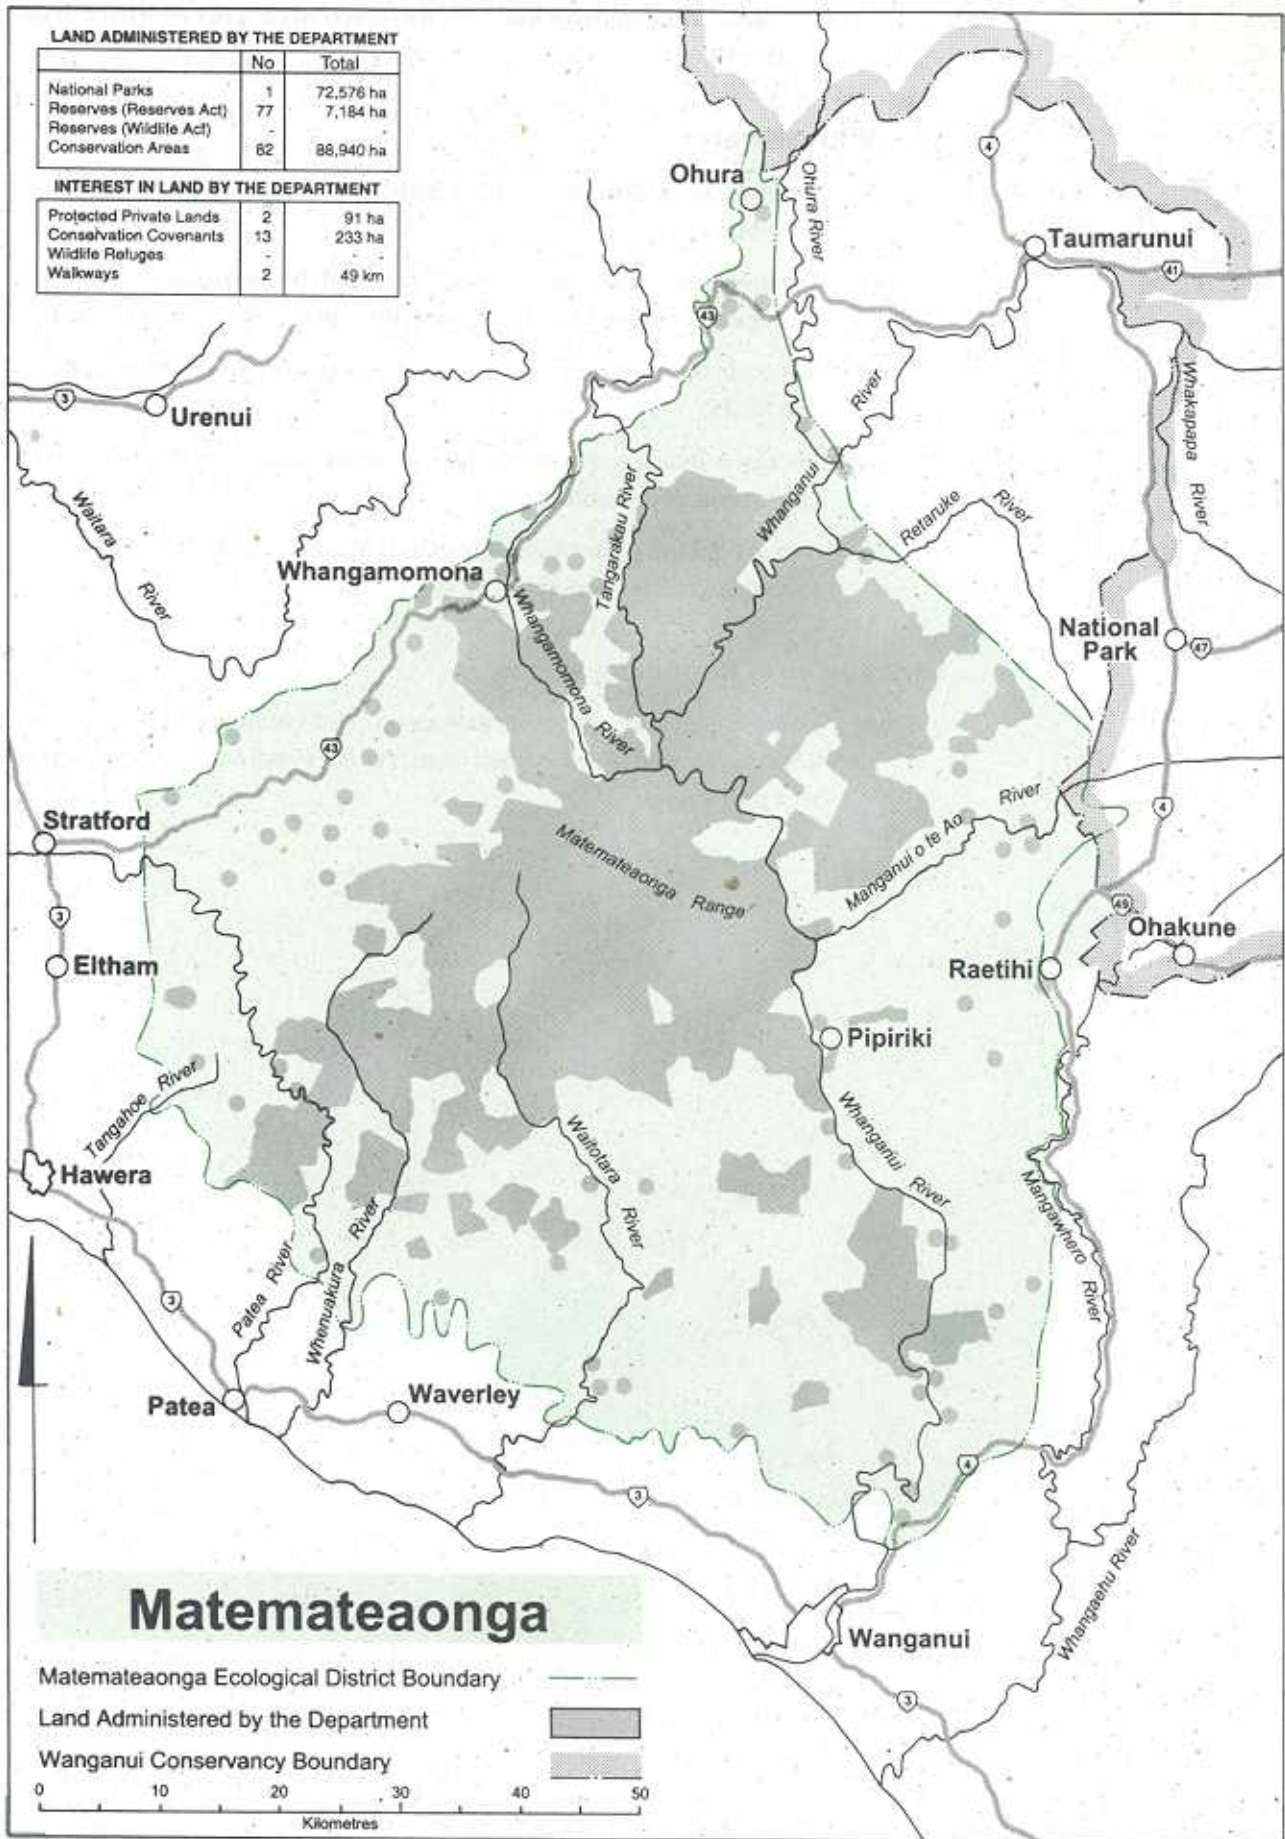 LAND ADMINISTERED BY THE DEPARTMENT
No Total
National Parks 1 72,576 ha
Reserves (Reserves Act) 77 7,184 ha
Reserves (Wildlife Act) - -
Conservation Areas 82 88,940 ha
INTEREST IN LAND BY THE DEPARTMENT
Protected Private Lands 2 91 ha
Conservation Covenants 13 233 ha
Wildlife Refuges - - -
Walkways 2 49 km
Ohura
Ohura River
4
Taumarunui
41
43
3
Urenui
River
Whakapapa
River
Waitara
River
Tangarakau River
Whanganui
Retaruke
River
Whangamomona
Whangamomona River
National
Park
47
43
Stratford
Matemateaonga Range
Manganui o te Ao
River
4
3
49
Ohakune
Eltham
Raetihi
Pipiriki
Tangahoe River
Whanganui River
Waitotara
River
Hawera
Mangawhero
River
Patea River
Whenuakura
River
3
Patea
Waverley
4
3
Whangaehu River
Wanganui
3
Matemateaonga
Matemateaonga Ecological District Boundary
Land Administered by the Department
Wanganui Conservancy Boundary
0 10 20 30 40 50
Kilometres